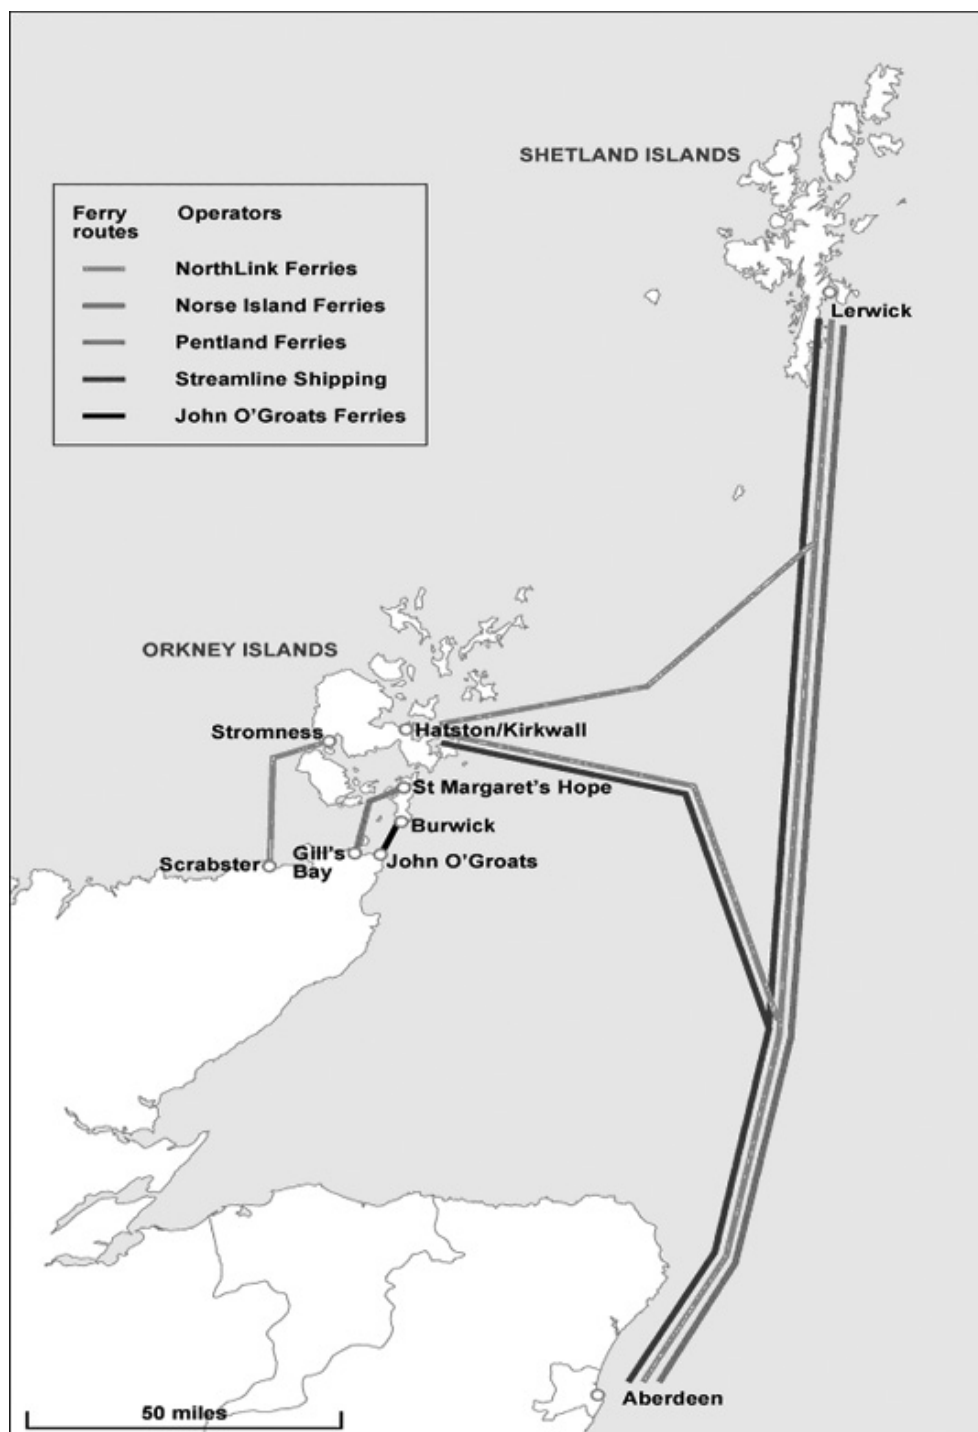 SHETLAND ISLANDS
Ferry Operators
routes
NorthLink Ferries
Norse Island Ferries
Pentland Ferries
Streamline Shipping
John O'Groats Ferries
Lerwick
ORKNEY ISLANDS
Stromness
Hatston/Kirkwall
St Margaret's Hope
Burwick
Gill's
Bay
John O'Groats
Scrabster
Aberdeen
50 miles